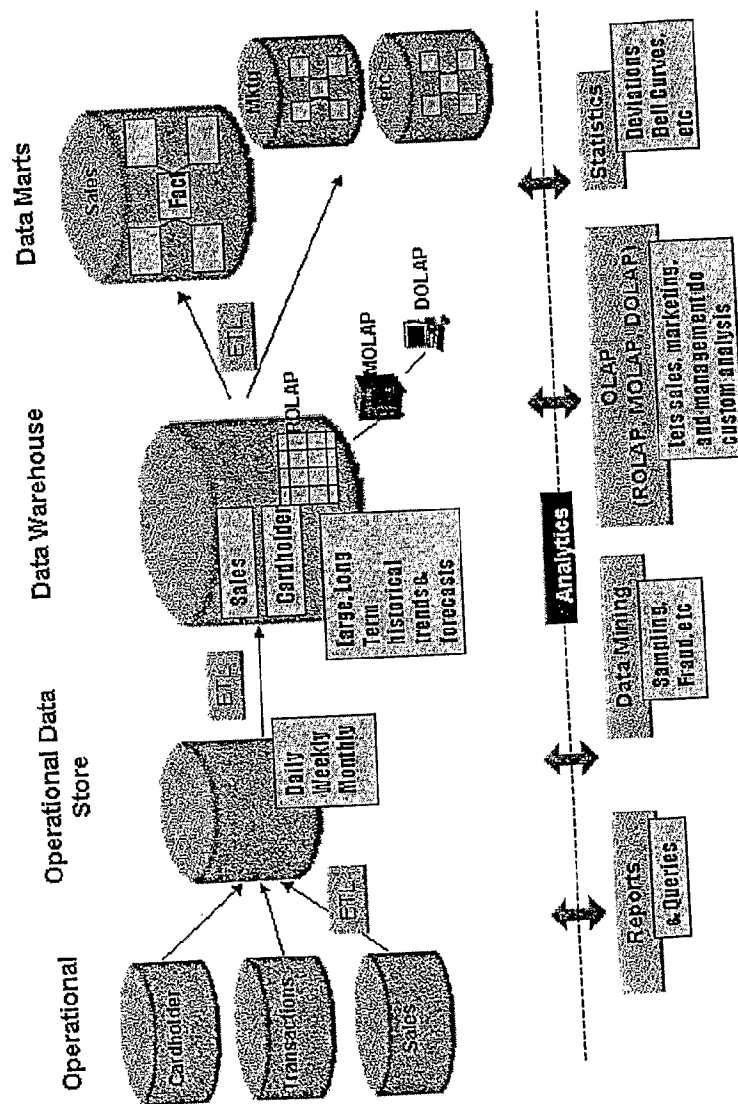 Operational
Operational Data
Store
Data Warehouse
Data Marts
Cardholder
Transactions
Sales
ETL
Daily
Weekly
Monthly
ETL
Sales
Cardholder
ROLAP
Large, Long
Term
historical
trends &
forecasts
MOLAP
DOLAP
ETL
Sales
Fact
Mktg
etc
Analytics
Reports
& Queries
Data Mining
Sampling,
Fraud, etc
OLAP
(ROLAP, MOLAP, DOLAP)
lets sales, marketing,
and management do
custom analysis
Statistics
Deviations,
Bell Curves,
etc